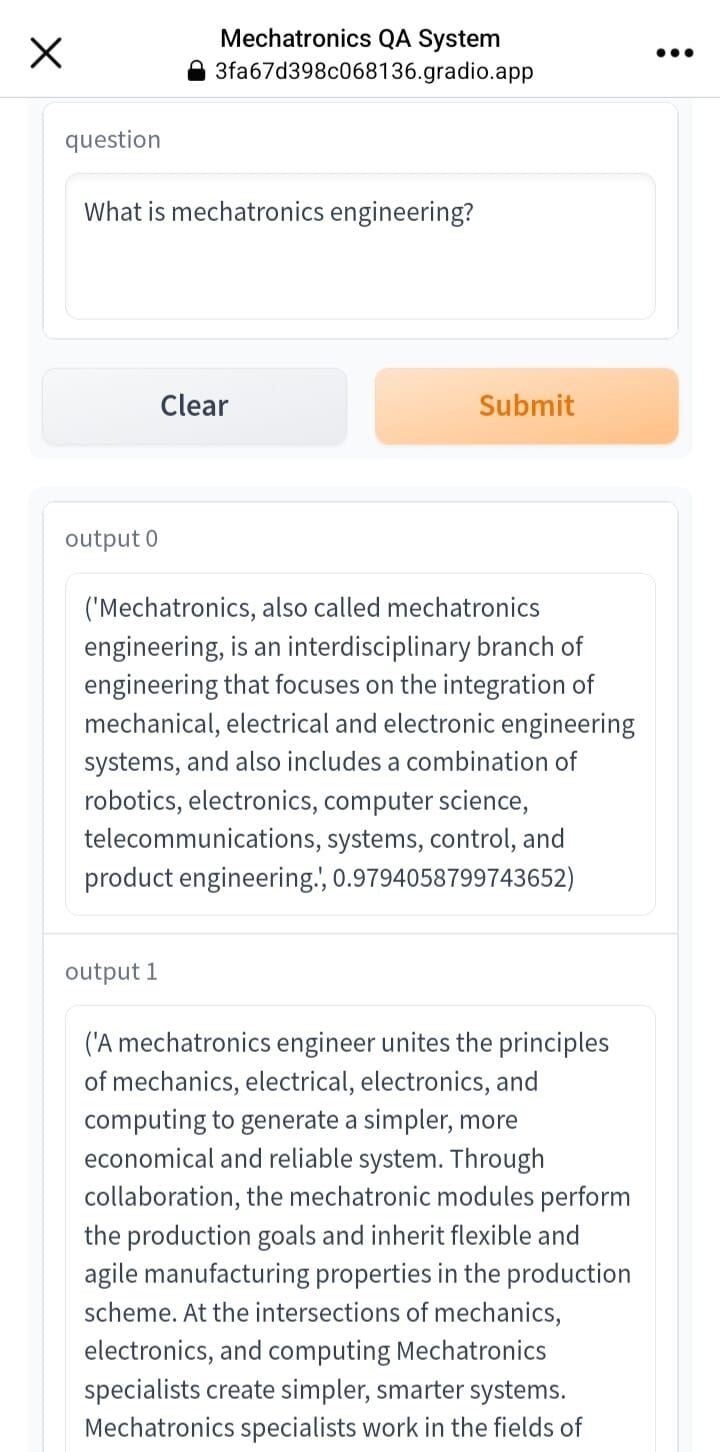 Mechatronics QA System
3fa67d398c068136.gradio.app
question
What is mechatronics engineering?
Clear
Submit
output 0
('Mechatronics, also called mechatronics
engineering, is an interdisciplinary branch of
engineering that focuses on the integration of
mechanical, electrical and electronic engineering
systems, and also includes a combination of
robotics, electronics, computer science,
telecommunications, systems, control, and
product engineering.', 0.9794058799743652)
output 1
('A mechatronics engineer unites the principles
of mechanics, electrical, electronics, and
computing to generate a simpler, more
economical and reliable system. Through
collaboration, the mechatronic modules perform
the production goals and inherit flexible and
agile manufacturing properties in the production
scheme. At the intersections of mechanics,
electronics, and computing Mechatronics
specialists create simpler, smarter systems.
Mechatronics specialists work in the fields of